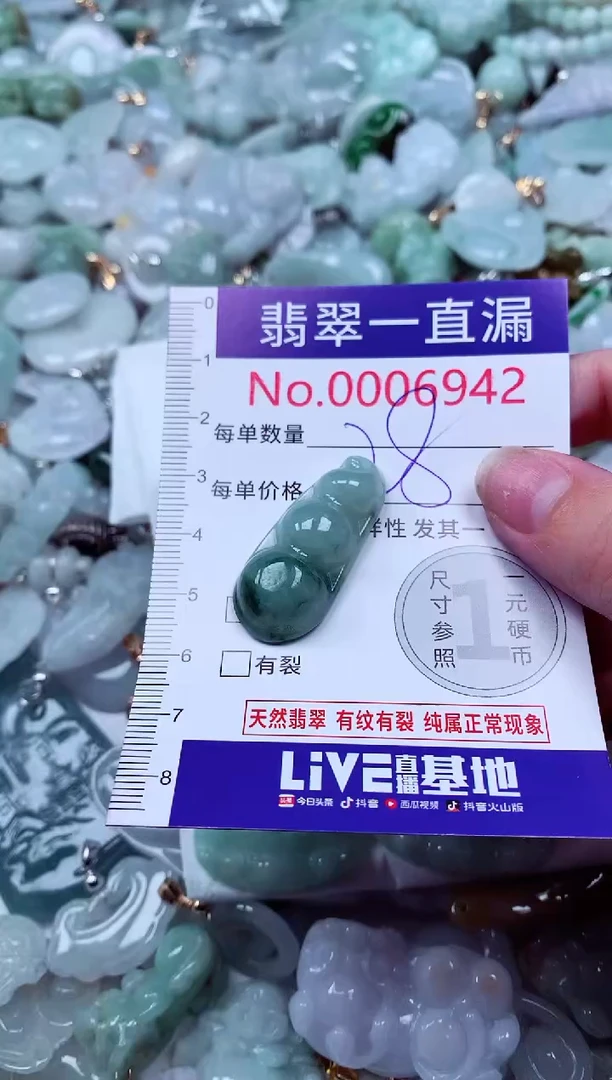 0
翡翠一直漏
1
No.0006942
2
每单数量
8
3
每单价格
4
样性 发其一
5
尺寸参照
1
一元硬币
6
有裂
7
天然翡翠 有纹有裂 纯属正常现象
8
LiVE直播基地
头条 今日头条 抖音 西瓜视频 抖音火山版